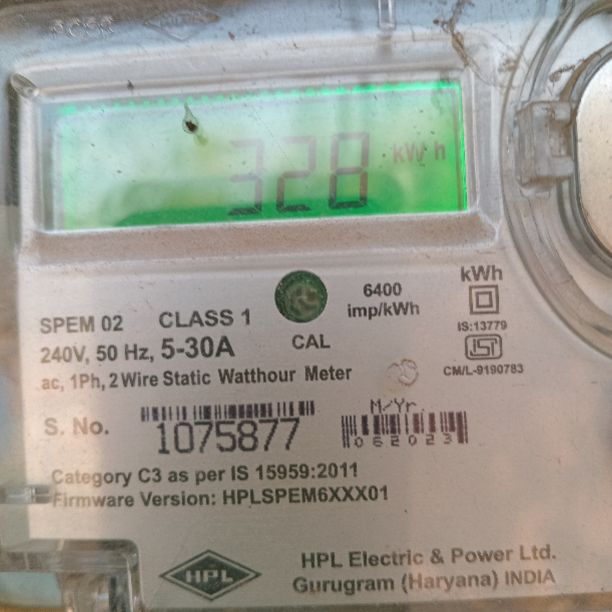 328 kWh
kWh
6400
imp/kWh
IS:13779
SPEM 02 CLASS 1
240V, 50 Hz, 5-30A
CAL
CM/L-9190783
ac, 1Ph, 2 Wire Static Watthour Meter
M/Yr.
S. No. 1075877
062023
Category C3 as per IS 15959:2011
Firmware Version: HPLSPEM6XXX01
HPL
HPL Electric & Power Ltd.
Gurugram (Haryana) INDIA